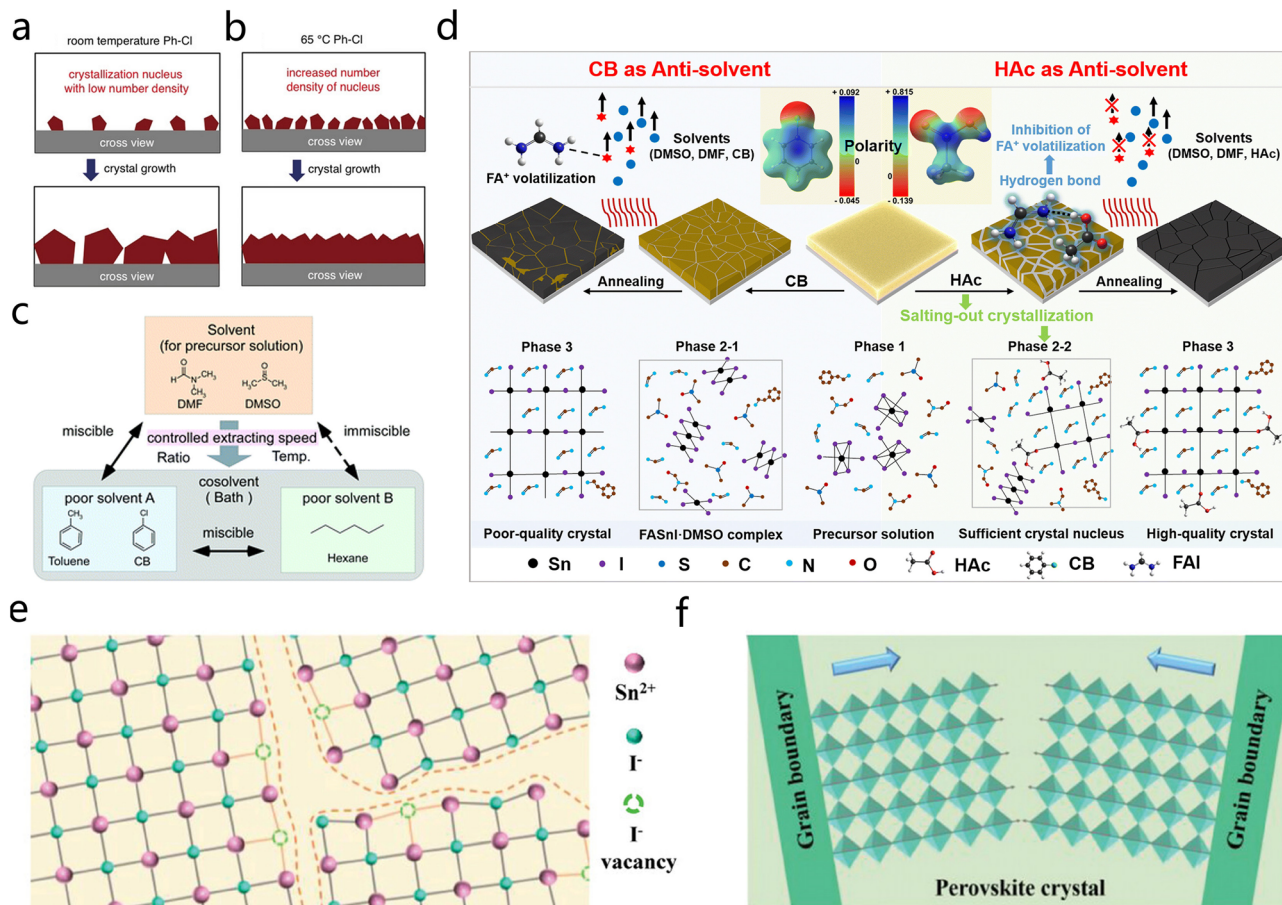 a
room temperature Ph-Cl
crystallization nucleus
with low number density
cross view
crystal growth
cross view
b
65 °C Ph-Cl
increased number
density of nucleus
cross view
crystal growth
cross view
c
Solvent
(for precursor solution)
H
O
N
CH₃
CH₃
DMF
O
S
H₃C
CH₃
DMSO
miscible
immiscible
controlled extracting speed
Ratio
Temp.
cosolvent
( Bath )
poor solvent A
CH₃
Toluene
Cl
CB
miscible
poor solvent B
Hexane
d
CB as Anti-solvent
HAc as Anti-solvent
FA⁺ volatilization
Solvents
(DMSO, DMF, CB)
+ 0.092
+ 0.815
Polarity
0
0
- 0.045
- 0.139
Inhibition of
FA⁺ volatilization
Hydrogen bond
Solvents
(DMSO, DMF, HAc)
Annealing
CB
HAc
Annealing
Salting-out crystallization
Phase 3
Phase 2-1
Phase 1
Phase 2-2
Phase 3
Poor-quality crystal
FASnI·DMSO complex
Precursor solution
Sufficient crystal nucleus
High-quality crystal
Sn
I
S
C
N
O
HAc
CB
FAI
e
Sn²⁺
I⁻
I⁻
vacancy
f
Grain boundary
Grain boundary
Perovskite crystal